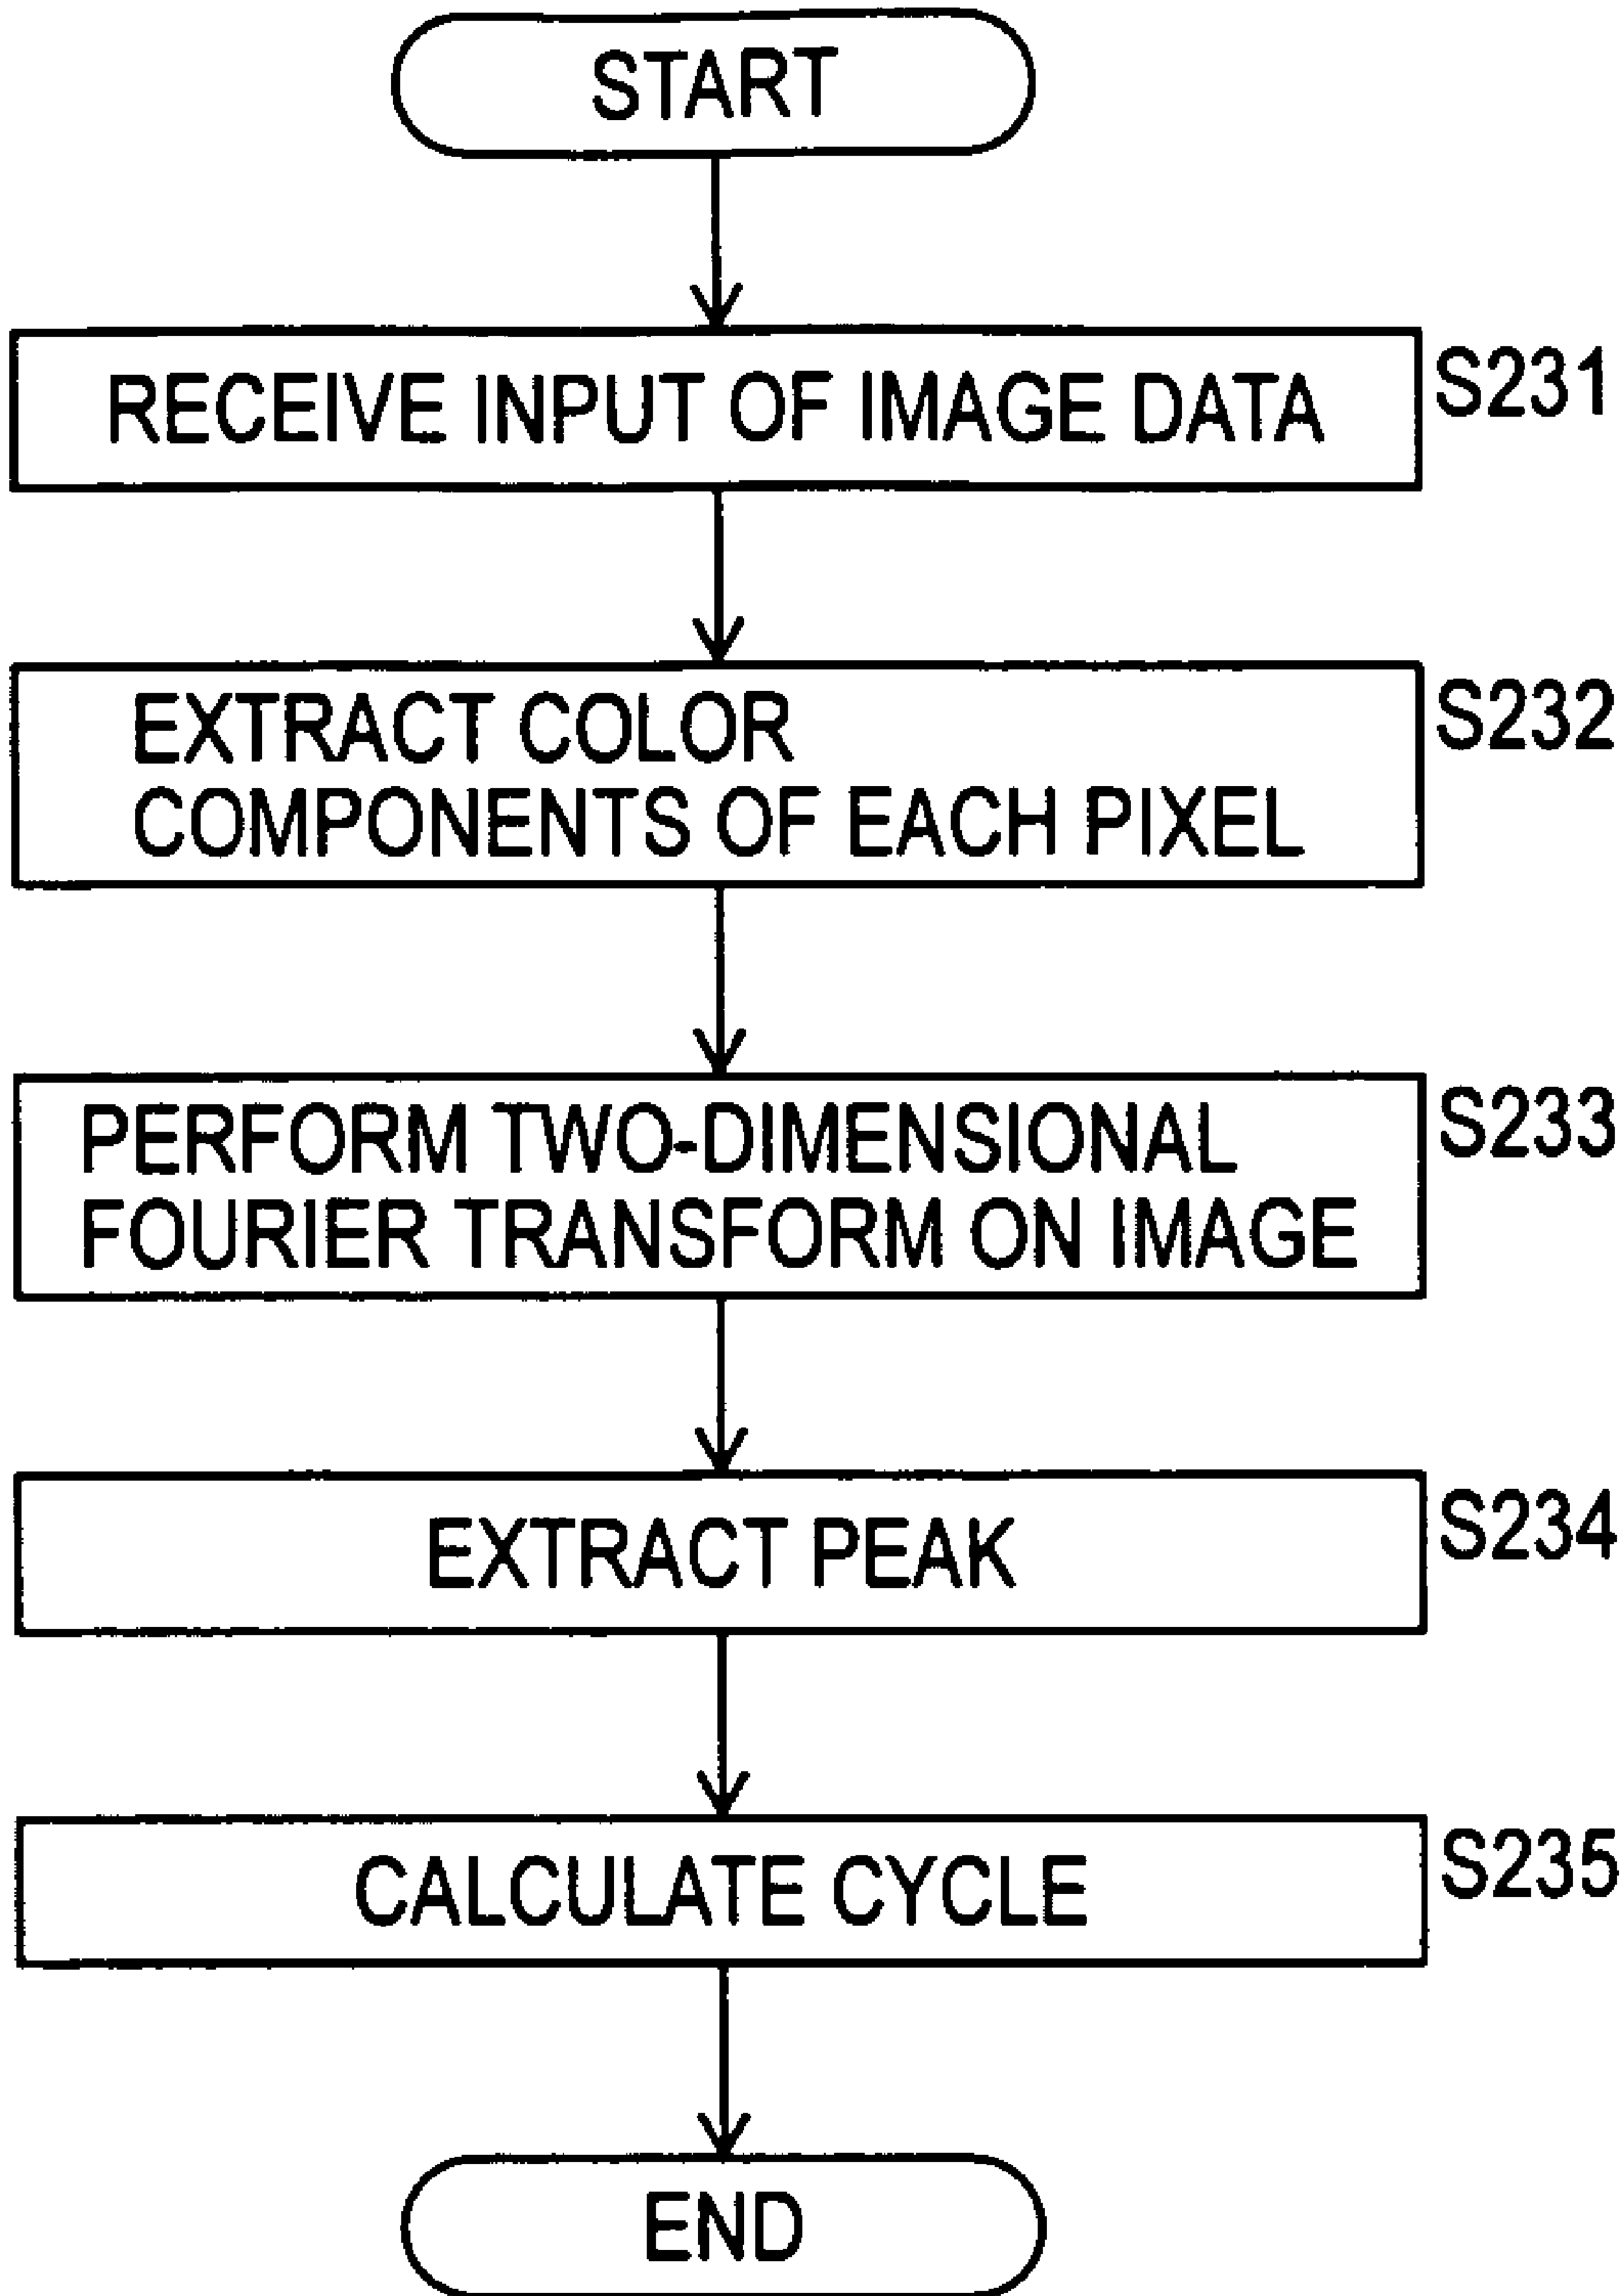 START
RECEIVE INPUT OF IMAGE DATA
S231
EXTRACT COLOR
COMPONENTS OF EACH PIXEL
S232
PERFORM TWO-DIMENSIONAL
FOURIER TRANSFORM ON IMAGE
S233
EXTRACT PEAK
S234
CALCULATE CYCLE
S235
END